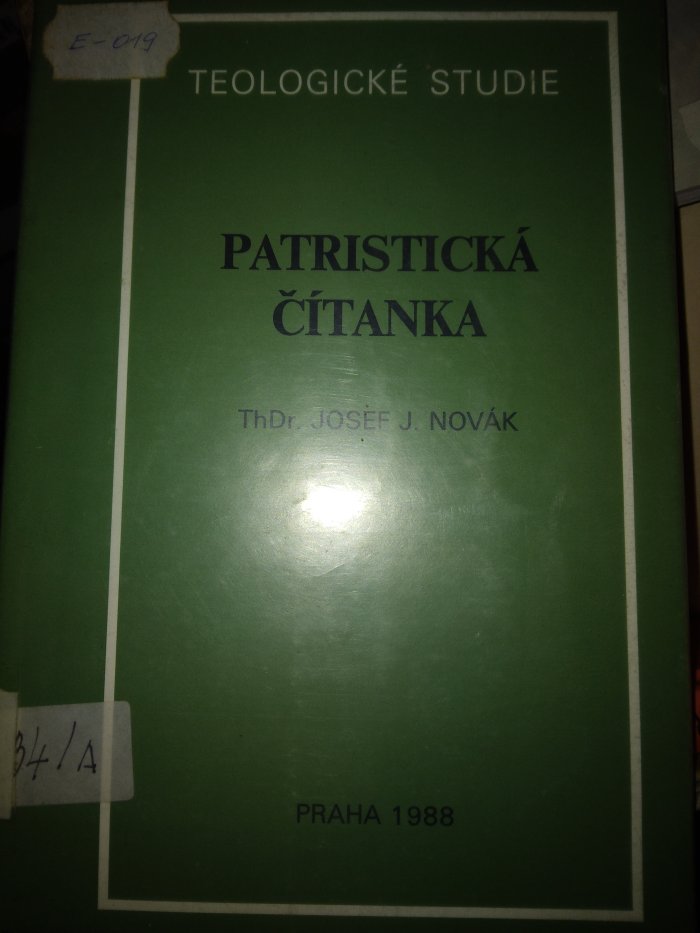 E-019
TEOLOGICKÉ STUDIE
PATRISTICKÁ
ČÍTANKA
ThDr. JOSEF J. NOVÁK
34/A
PRAHA 1988